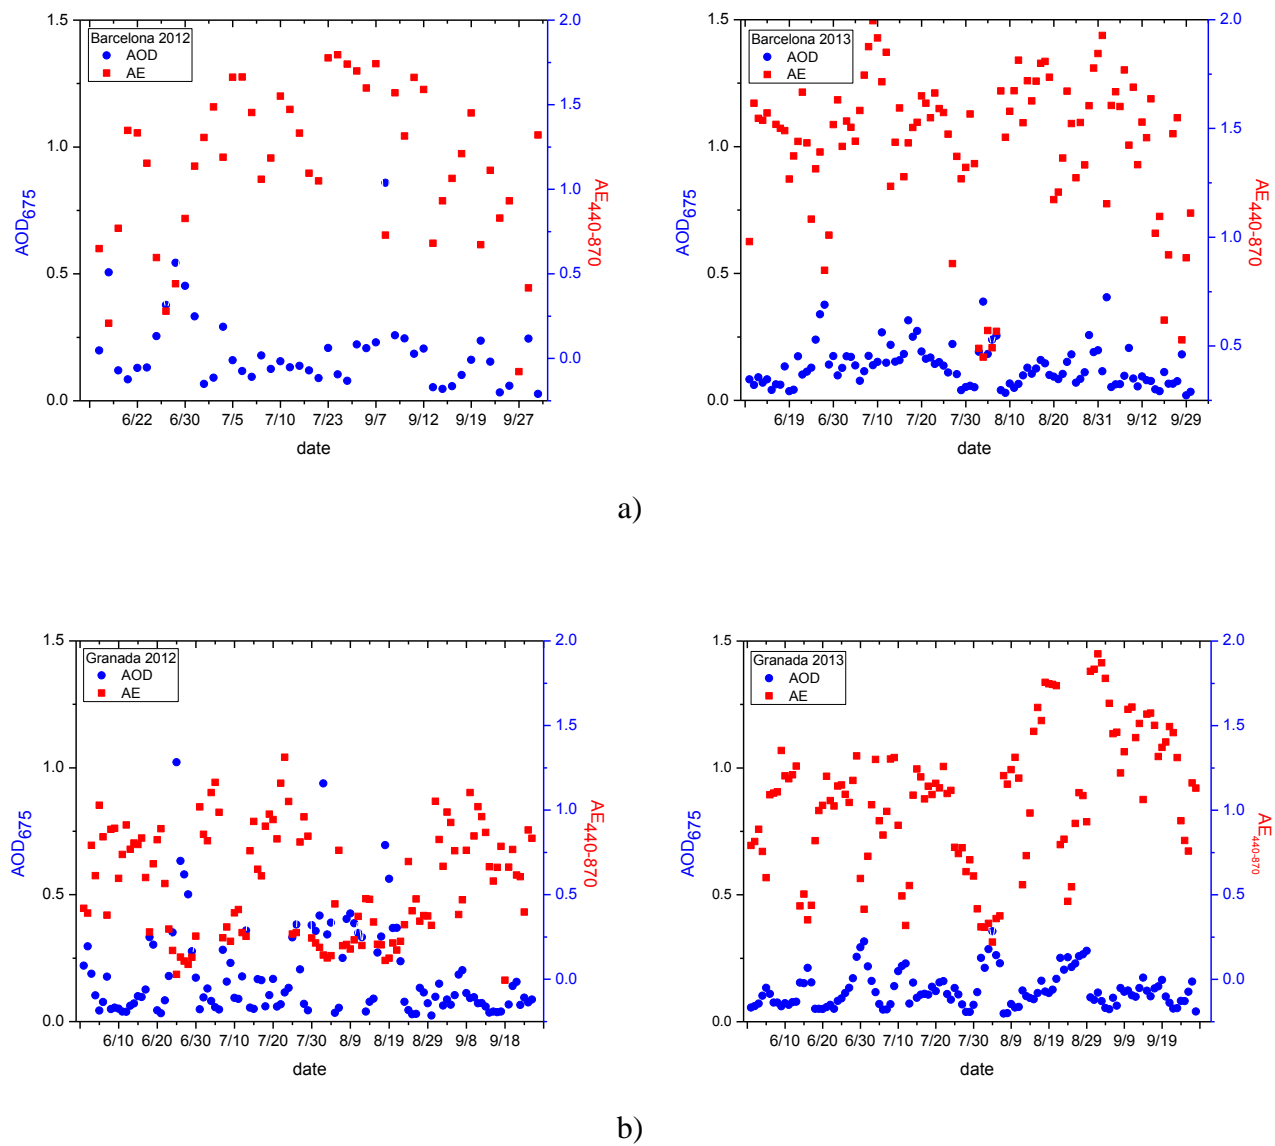 Barcelona 2012
AOD
AE
1.5
1.0
0.5
0.0
AOD675
2.0
1.5
1.0
0.5
0.0
AE440-870
6/22 6/30 7/5 7/10 7/23 9/7 9/12 9/19 9/27
date
Barcelona 2013
AOD
AE
1.5
1.0
0.5
0.0
AOD675
2.0
1.5
1.0
0.5
AE440-870
6/19 6/30 7/10 7/20 7/30 8/10 8/20 8/31 9/12 9/29
date
a)
Granada 2012
AOD
AE
1.5
1.0
0.5
0.0
AOD675
2.0
1.5
1.0
0.5
0.0
AE440-870
6/10 6/20 6/30 7/10 7/20 7/30 8/9 8/19 8/29 9/8 9/18
date
Granada 2013
AOD
AE
1.5
1.0
0.5
0.0
AOD675
2.0
1.5
1.0
0.5
0.0
AE440-870
6/10 6/20 6/30 7/10 7/20 7/30 8/9 8/19 8/29 9/9 9/19
date
b)